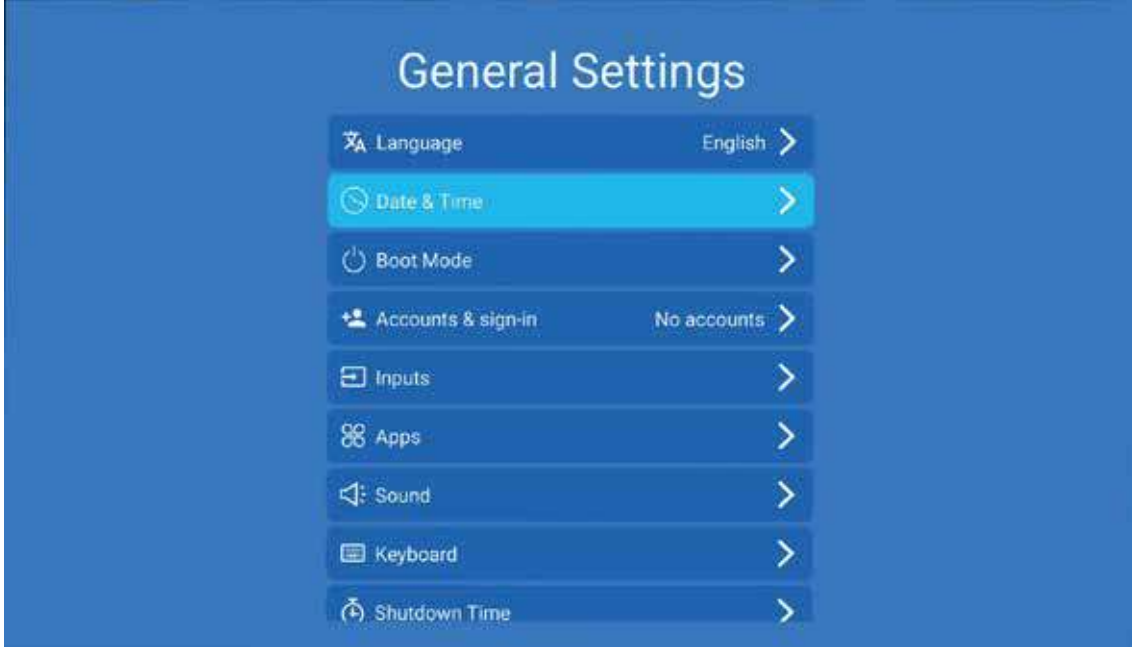 General Settings
Language English
Date & Time
Boot Mode
Accounts & sign-in No accounts
Inputs
Apps
Sound
Keyboard
Shutdown Time